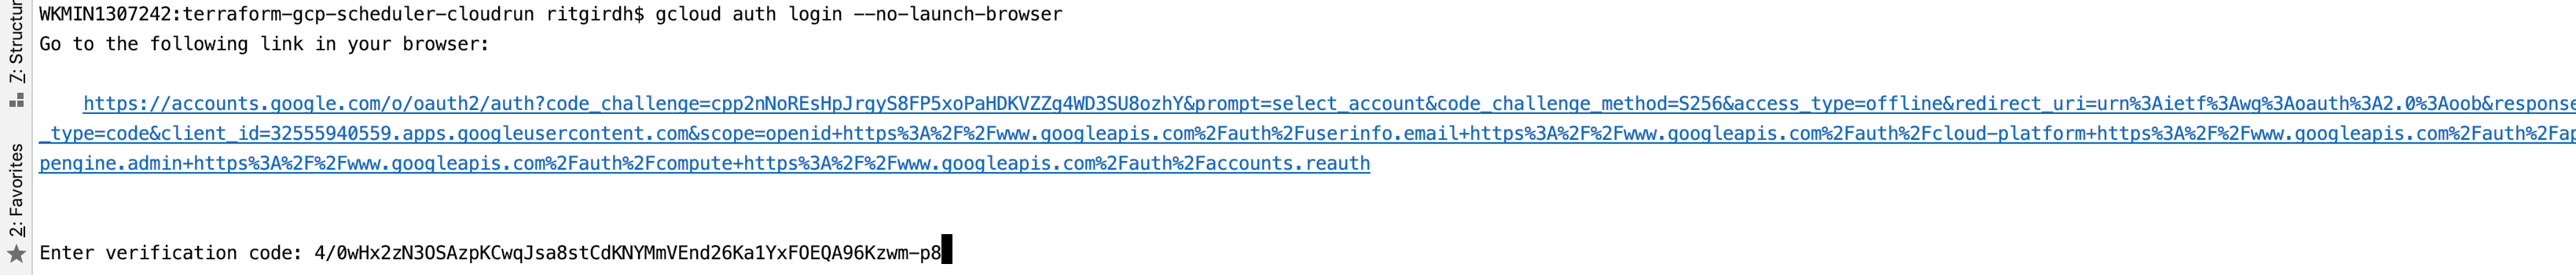 7: Structur
2: Favorites
WKMIN1307242:terraform-gcp-scheduler-cloudrun ritgirdh$ gcloud auth login --no-launch-browser
Go to the following link in your browser:
https://accounts.google.com/o/oauth2/auth?code_challenge=cpp2nNoREsHpJrgyS8FP5xoPaHDKVZZg4WD3SU8ozhY&prompt=select_account&code_challenge_method=S256&access_type=offline&redirect_uri=urn%3Aietf%3Awg%3Aoauth%3A2.0%3Aoob&response
_type=code&client_id=32555940559.apps.googleusercontent.com&scope=openid+https%3A%2F%2Fwww.googleapis.com%2Fauth%2Fuserinfo.email+https%3A%2F%2Fwww.googleapis.com%2Fauth%2Fcloud-platform+https%3A%2F%2Fwww.googleapis.com%2Fauth%2Fap
pengine.admin+https%3A%2F%2Fwww.googleapis.com%2Fauth%2Fcompute+https%3A%2F%2Fwww.googleapis.com%2Fauth%2Faccounts.reauth
Enter verification code: 4/0wHx2zN3OSAzpKCwqJsa8stCdKNYMmVEnd26Ka1YxFOEQA96Kzwm-p8